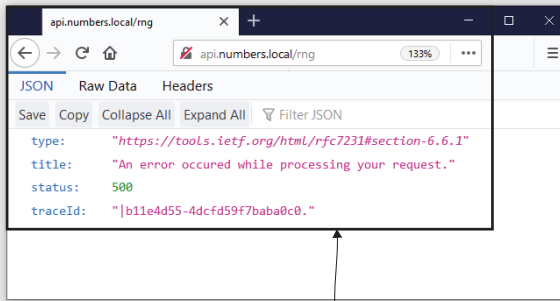 api.numbers.local/rng
api.numbers.local/rng 133%
JSON Raw Data Headers
Save Copy Collapse All Expand All Filter JSON
type: "https://tools.ietf.org/html/rfc7231#section-6.6.1"
title: "An error occured while processing your request."
status: 500
traceId: "|b11e4d55-4dcfd59f7baba0c0."